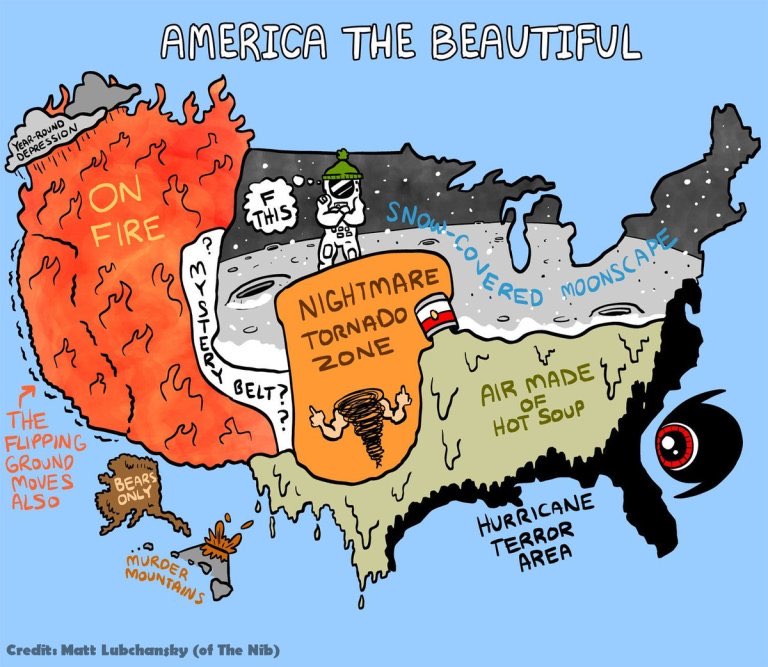 AMERICA THE BEAUTIFUL
YEAR-ROUND
DEPRESSION
ON
FIRE
F
THIS
SNOW-COVERED MOONSCAPE
? MYSTERY BELT? ?
NIGHTMARE
TORNADO
ZONE
AIR MADE
OF
HOT SOUP
THE
FLIPPING
GROUND
MOVES
ALSO
BEARS
ONLY
MURDER
MOUNTAINS
HURRICANE
TERROR
AREA
Credit: Matt Lubchansky (of The Nib)